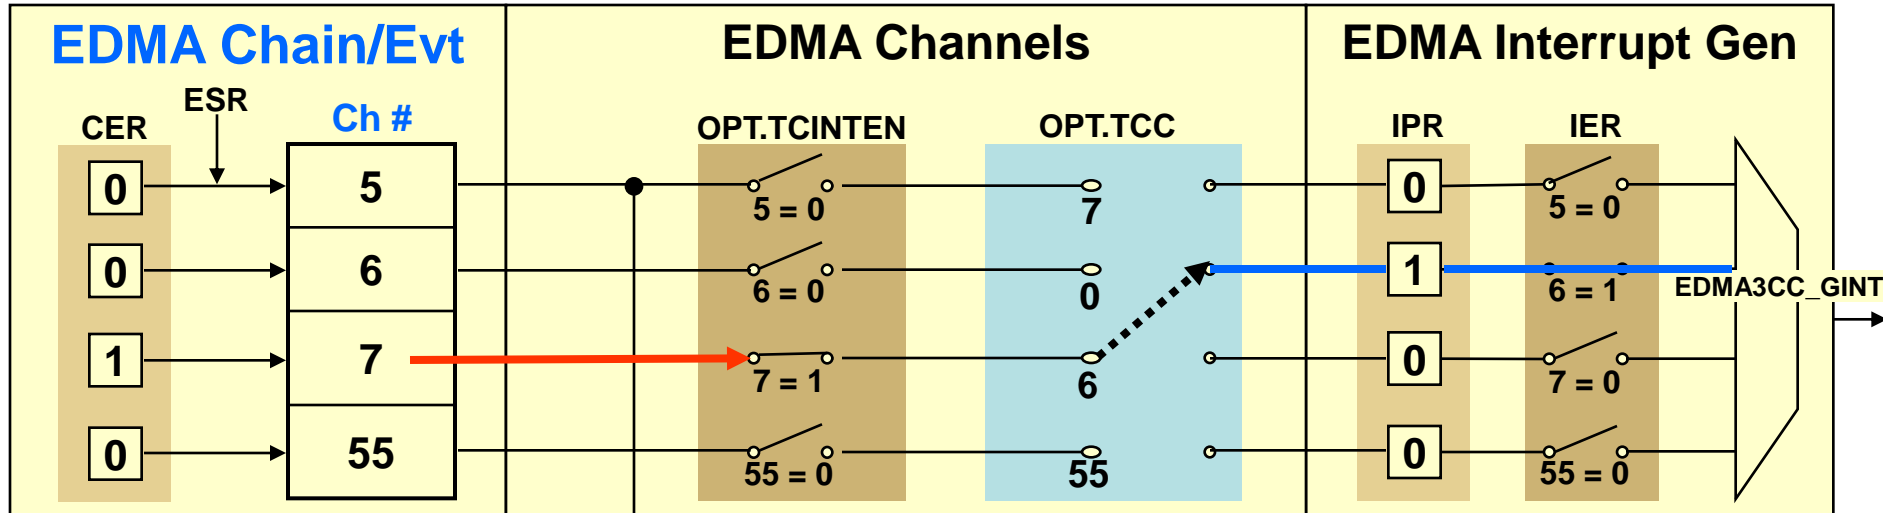 EDMA Chain/Evt
EDMA Channels
EDMA Interrupt Gen
ESR
CER
Ch #
OPT.TCINTEN
OPT.TCC
IPR
IER
0
5
5 = 0
7
0
5 = 0
0
6
6 = 0
0
1
6 = 1
EDMA3CC_GINT
1
7
7 = 1
6
0
7 = 0
0
55
55 = 0
55
0
55 = 0